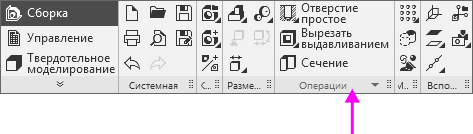 Сборка
Управление
Твердотельное
моделирование
Системная
С...
Разме...
Отверстие
простое
Вырезать
выдавливанием
Сечение
Операции
И...
Вспо...